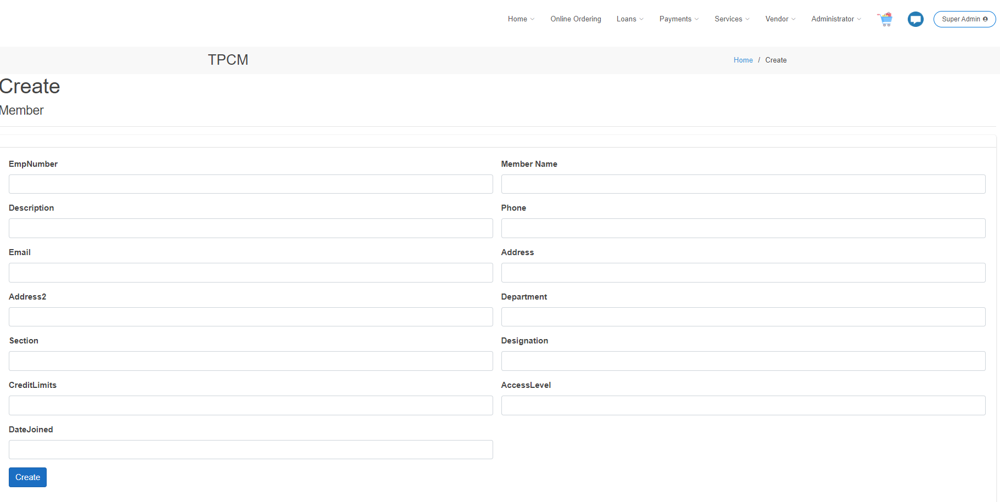 Home Online Ordering Loans Payments Services Vendor Administrator Super Admin
TPCM Home / Create
Create
Member
EmpNumber Member Name
Description Phone
Email Address
Address2 Department
Section Designation
CreditLimits AccessLevel
DateJoined
Create